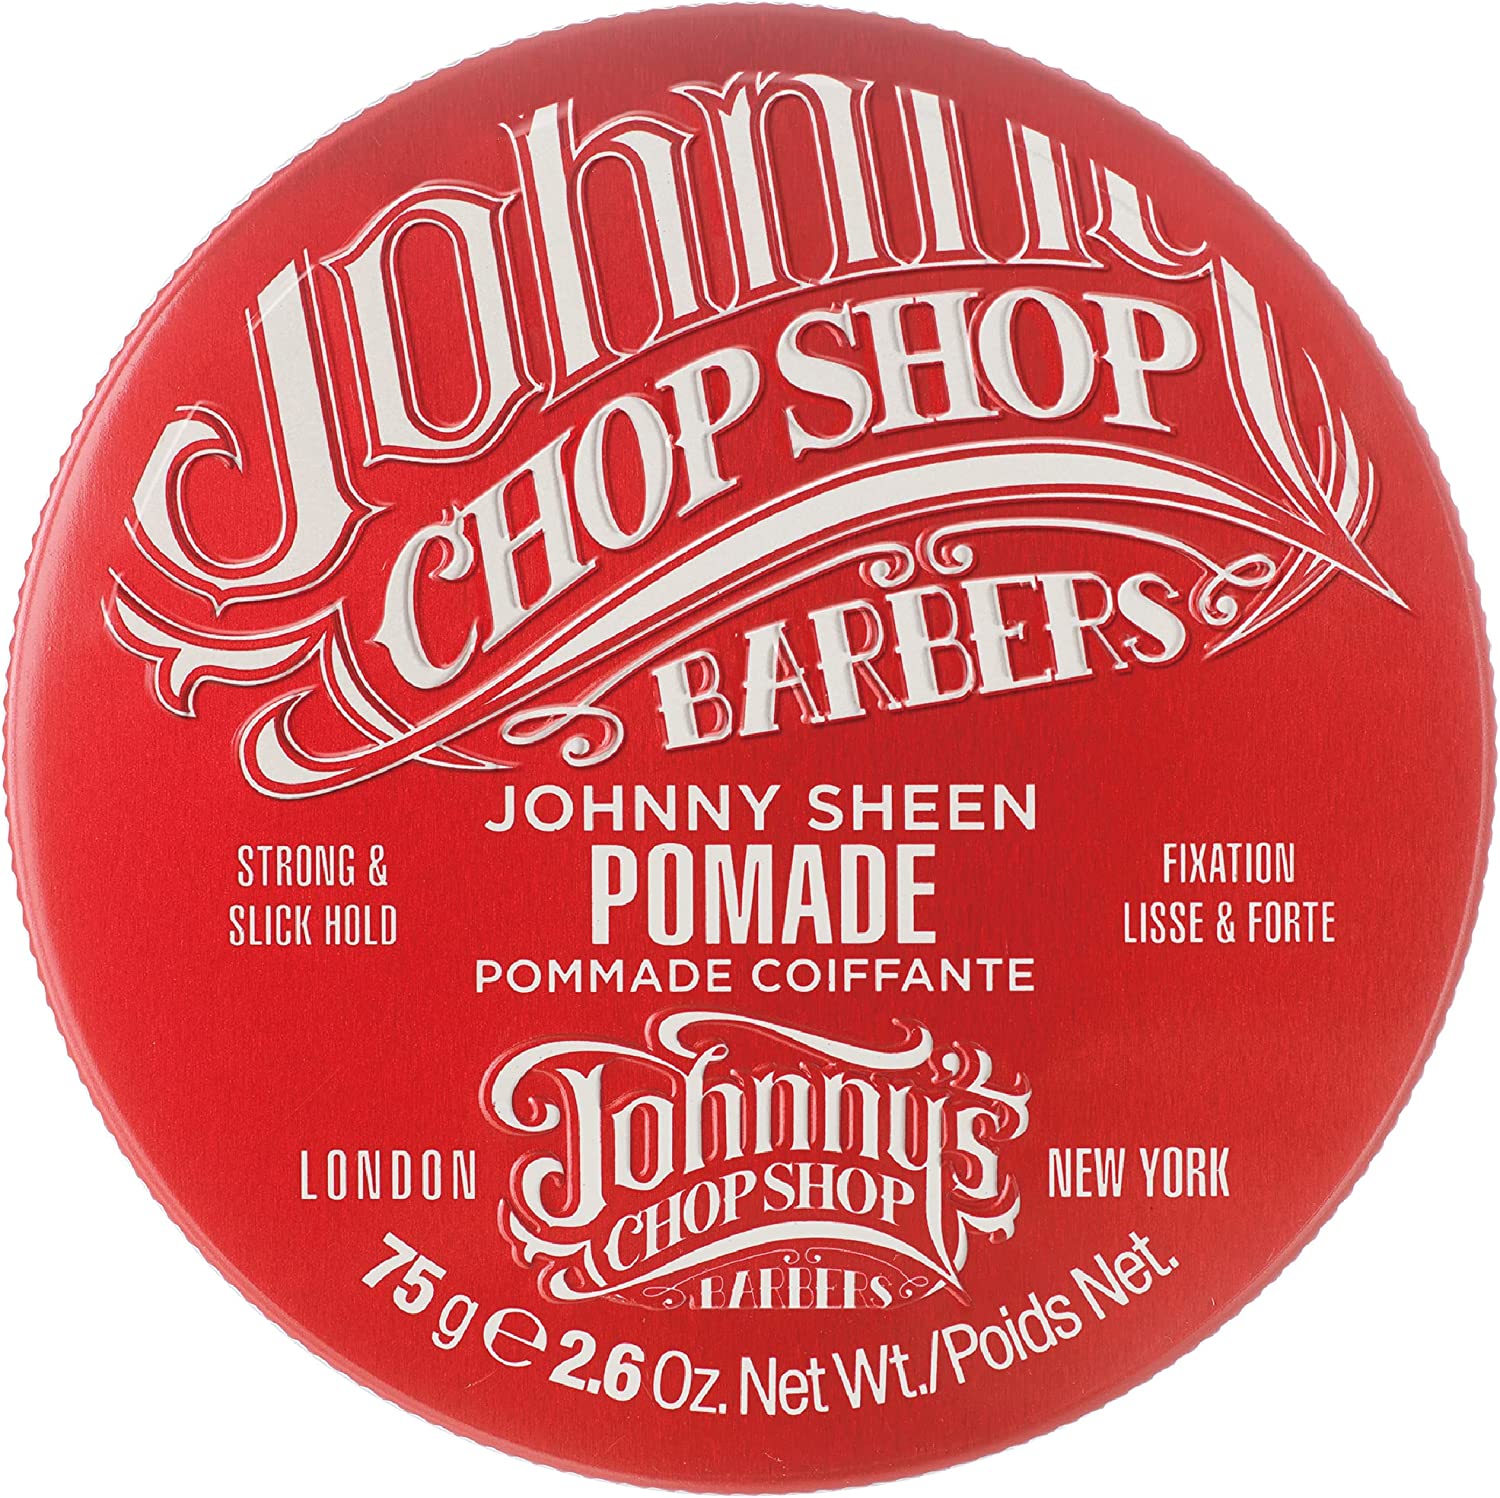 Johnny
CHOP SHOP
BARBERS
JOHNNY SHEEN
STRONG &
SLICK HOLD
POMADE
FIXATION
LISSE & FORTE
POMMADE COIFFANTE
LONDON
Johnny's
CHOP SHOP
BARBERS
NEW YORK
75g ℮ 2.6 Oz. Net Wt./Poids Net.